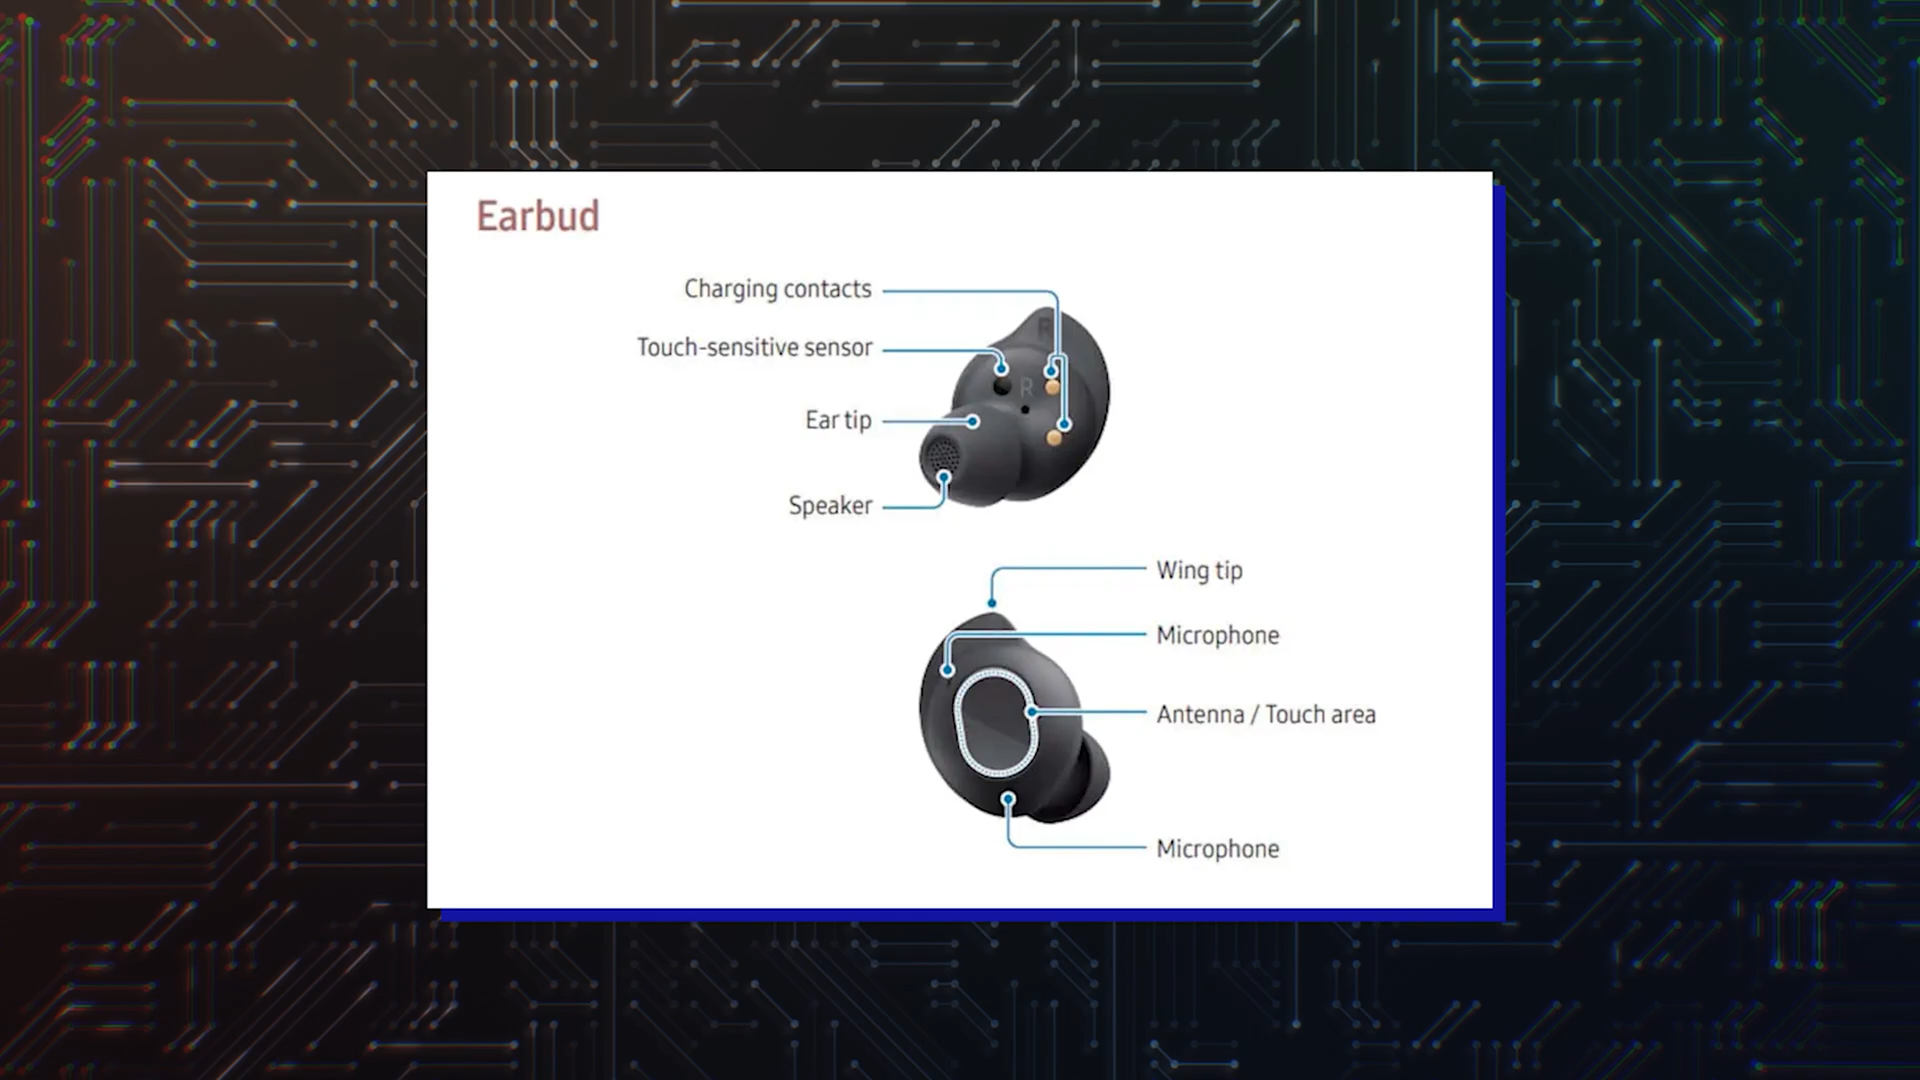 Earbud
Charging contacts
R
Touch-sensitive sensor
R
Ear tip
Speaker
Wing tip
Microphone
Antenna / Touch area
Microphone